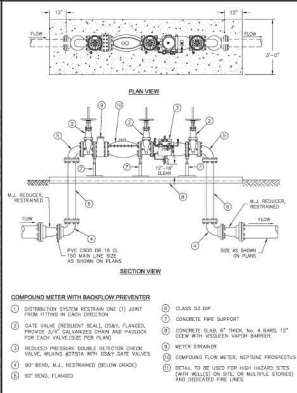 12"
12"
FLOW
FLOW
3'-0"
PLAN VIEW
12"-18"
CLEAR
M.J. REDUCER,
RESTRAINED
M.J. REDUCER,
RESTRAINED
FLOW
FLOW
PVC C900 DR 18 CL
150 MAIN LINE SIZE
AS SHOWN ON PLANS
SIZE AS SHOWN
ON PLANS
SECTION VIEW
COMPOUND METER WITH BACKFLOW PREVENTER
1 DISTRIBUTION SYSTEM RESTRAIN ONE (1) JOINT
FROM FITTING IN EACH DIRECTION
2 GATE VALVE (RESILIENT SEAL), OS&Y, FLANGED,
PROVIDE 3/4" GALVANIZED CHAIN AND PADLOCK
FOR EACH VALVE (SIZE PER PLAN)
3 REDUCED PRESSURE DOUBLE DETECTOR CHECK
VALVE, WILKINS #375DA WITH OS&Y GATE VALVES
4 90° BEND, M.J., RESTRAINED (BELOW GRADE)
5 90° BEND, FLANGED
6 CLASS 53 DIP
7 CONCRETE PIPE SUPPORT
8 CONCRETE SLAB, 6" THICK, No. 4 BARS, 12"
OCEW WITH VISQUEEN VAPOR BARRIER.
9 METER STRAINER
10 COMPOUND FLOW METER, NEPTUNE PROSPECTUS
11 DETAIL TO BE USED FOR HIGH HAZARD SITES
(WITH WELL(S) ON SITE, OR MULTIPLE STORIES)
AND DEDICATED FIRE LINES.